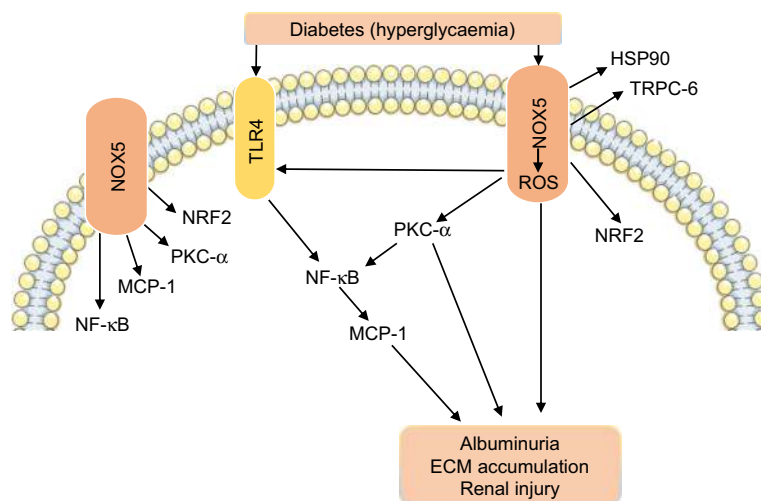 Diabetes (hyperglycaemia)
HSP90
TRPC-6
NOX5
TLR4
NOX5
ROS
NRF2
PKC-α
MCP-1
NF-κB
PKC-α
NRF2
NF-κB
MCP-1
Albuminuria
ECM accumulation
Renal injury